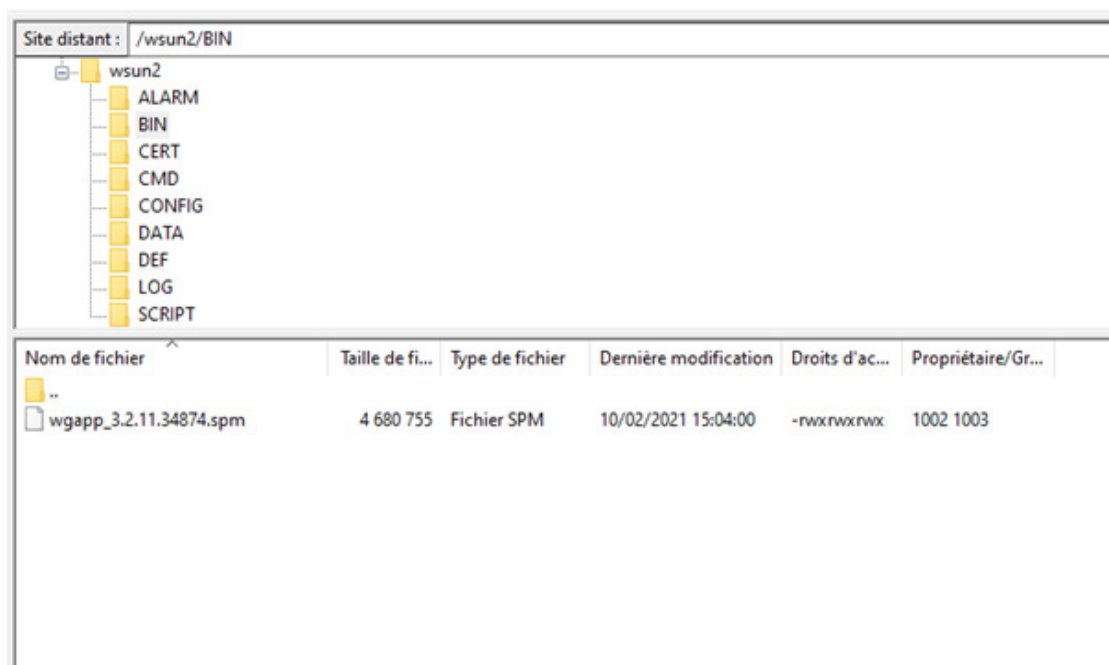 Site distant : /wsun2/BIN
wsun2
ALARM
BIN
CERT
CMD
CONFIG
DATA
DEF
LOG
SCRIPT
Nom de fichier Taille de fi... Type de fichier Dernière modification Droits d'ac... Propriétaire/Gr...
..
wgapp_3.2.11.34874.spm 4 680 755 Fichier SPM 10/02/2021 15:04:00 -rwxrwxrwx 1002 1003